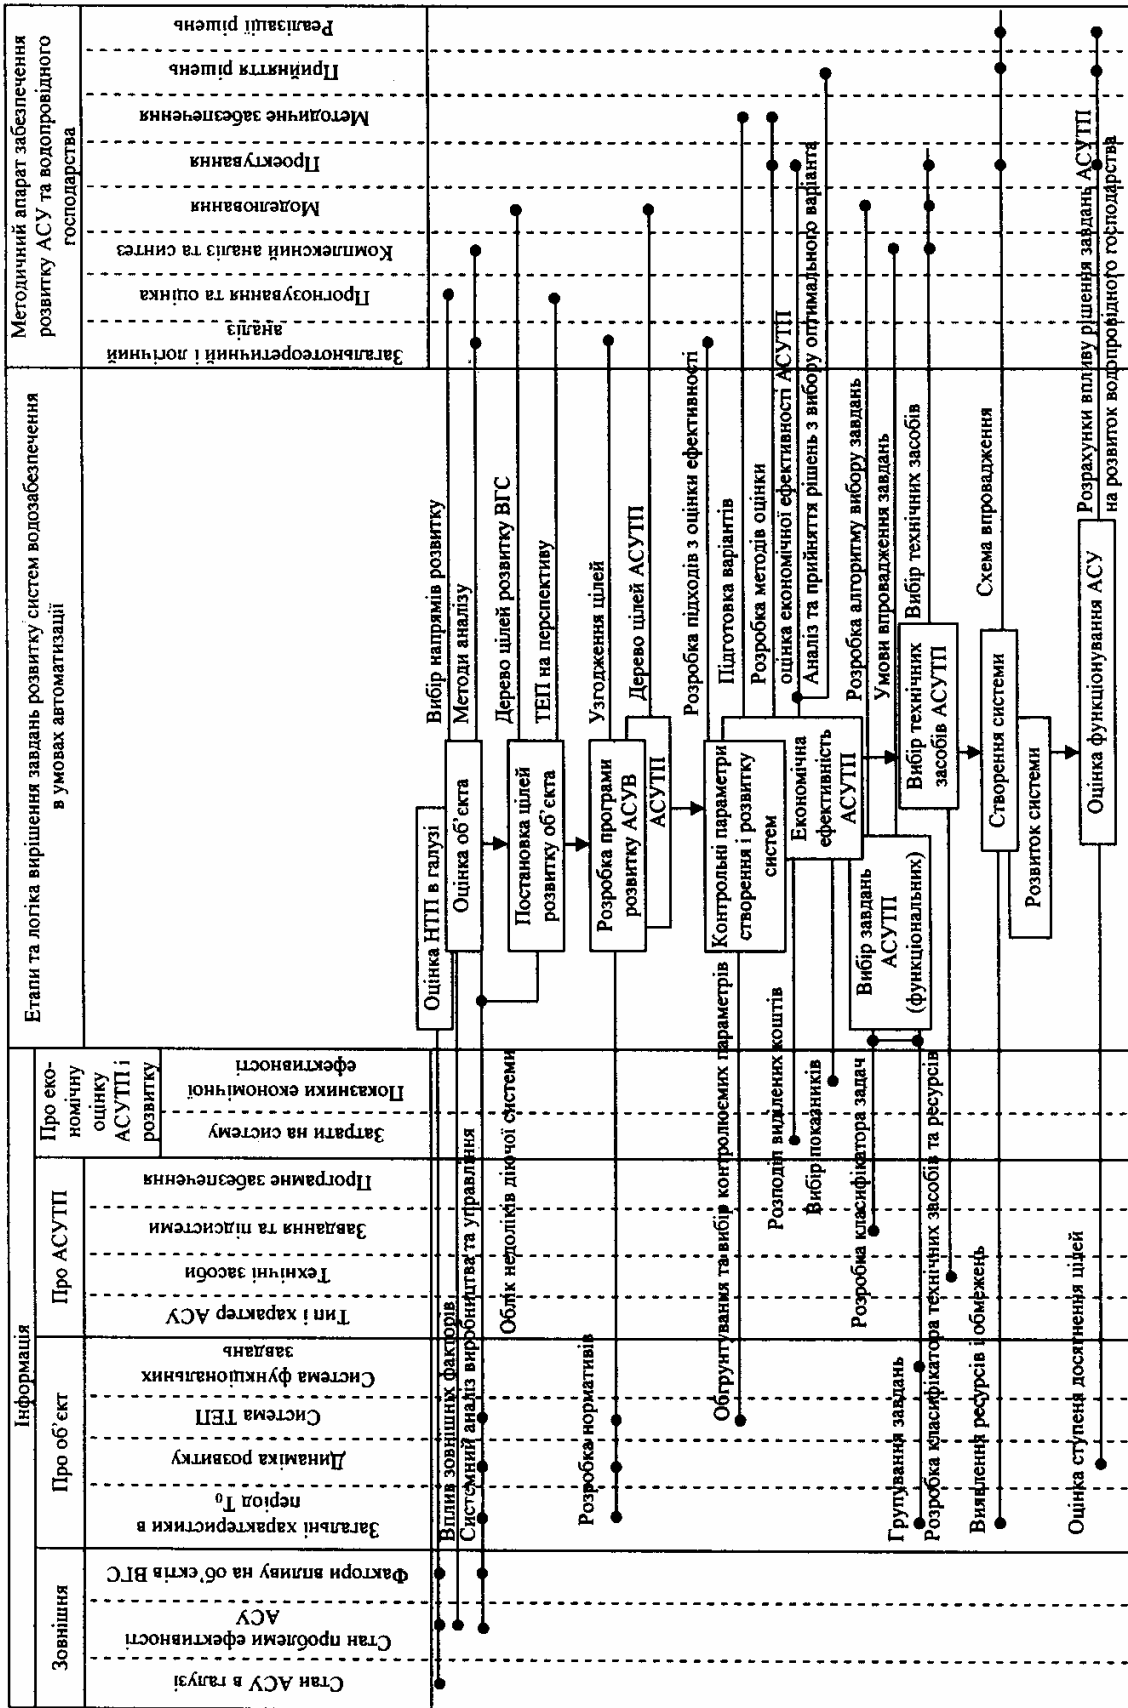 Інформація
Зовнішня
Про об’єкт
Про АСУТП
Про еко-
номічну
оцінку
АСУТП і
розвитку
Етапи та логіка вирішення завдань розвитку систем водозабезпечення
в умовах автоматизації
Методичний апарат забезпечення
розвитку АСУ та водопровідного
господарства
Стан АСУ в галузі
Стан проблеми ефективності
АСУ
Фактори впливу на об’єктів ВГС
Загальні характеристики в
період T₀
Динаміка розвитку
Система ТЕП
Система функціональних
завдань
Тип і характер АСУ
Технічні засоби
Завдання та підсистеми
Програмне забезпечення
Затрати на систему
Показники економічної
ефективності
Загальнотеоретичний і логічний
аналіз
Прогнозування та оцінка
Комплексний аналіз та синтез
Моделювання
Проектування
Методичне забезпечення
Прийняття рішень
Реалізації рішень
Оцінка НТП в галузі
Вибір напрямів розвитку
Вплив зовнішніх факторів
Оцінка об’єкта
Методи аналізу
Системний аналіз виробництва та управління
Дерево цілей розвитку ВГС
Облік недоліків діючої системи
Постановка цілей
розвитку об’єкта
ТЕП на перспективу
Розробка нормативів
Розробка програми
розвитку АСУВ
АСУТП
Узгодження цілей
Дерево цілей АСУТП
Розробка підходів з оцінки ефективності
Обгрунтування та вибір контролюємих параметрів
Контрольні параметри
створення і розвитку
систем
Підготовка варіантів
Розробка методів оцінки
оцінка економічної ефективності АСУТП
Аналіз та прийняття рішень з вибору оптимального варіанта
Розподіл виділених коштів
Вибір показників
Економічна
ефективність
АСУТП
Розробка алгоритму вибору завдань
Розробка класифікатора задач
Вибір завдань
АСУТП
(функціональних)
Умови впровадження завдань
Групування завдань
Розробка класифікатора технічних засобів та ресурсів
Вибір технічних
засобів АСУТП
Вибір технічних засобів
Виявлення ресурсів і обмежень
Створення системи
Схема впровадження
Розвиток системи
Оцінка ступеня досягнення цілей
Оцінка функціонування АСУ
Розрахунки впливу рішення завдань АСУТП
на розвиток водопровідного господарства